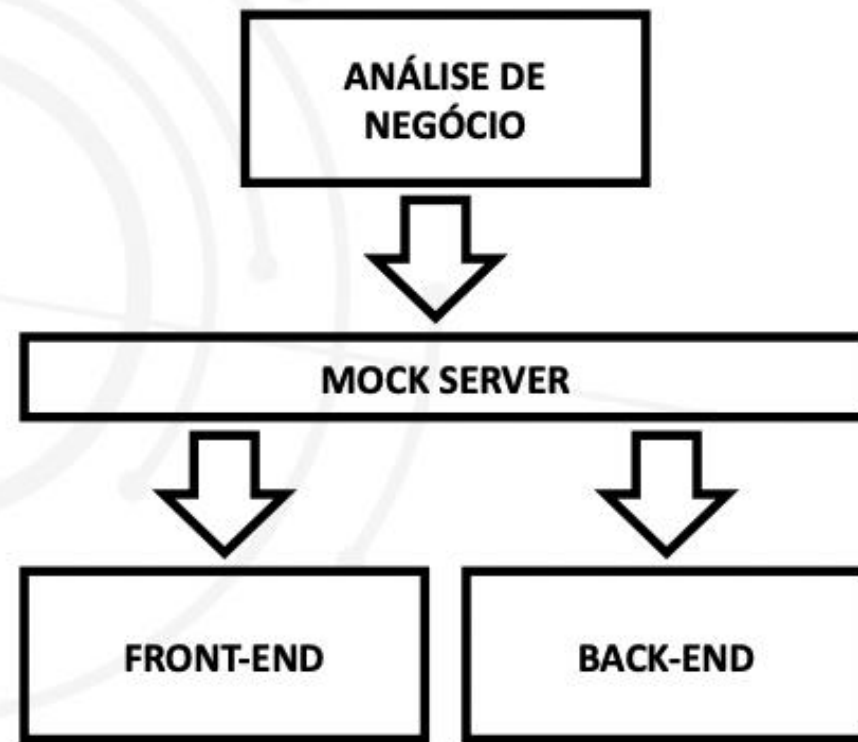 ANÁLISE DE
NEGÓCIO
MOCK SERVER
FRONT-END
BACK-END